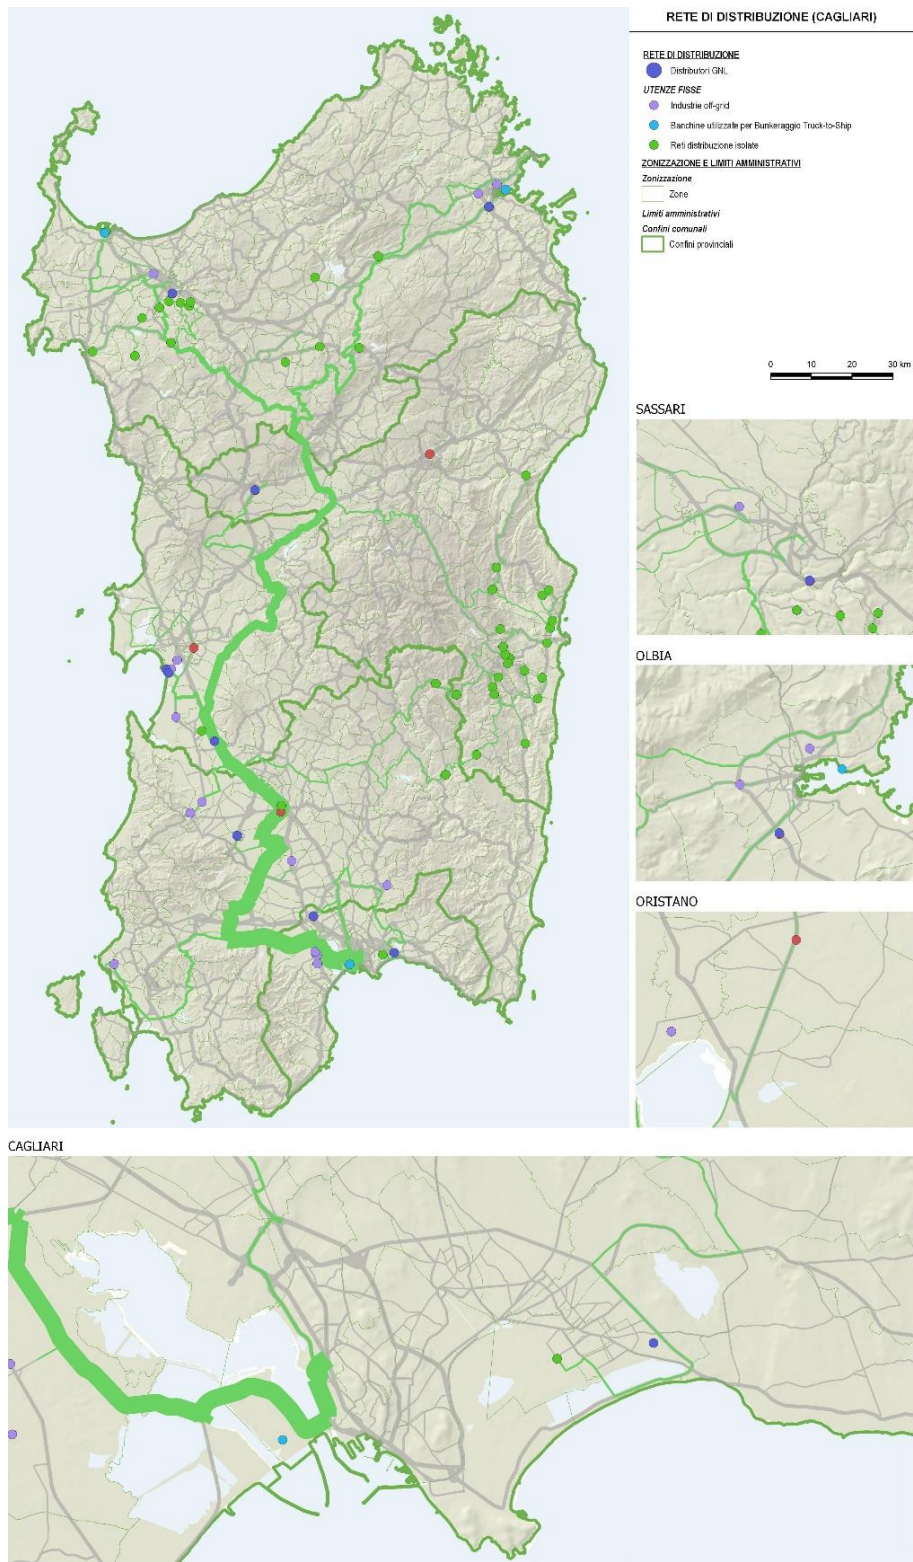 RETE DI DISTRIBUZIONE (CAGLIARI)
RETE DI DISTRIBUZIONE
Distributori GNL
UTENZE FISSE
Industrie off-grid
Banchine utilizzate per Bunkeraggio Truck-to-Ship
Reti distribuzione isolate
ZONIZZAZIONE E LIMITI AMMINISTRATIVI
Zonizzazione
Zone
Limiti amministrativi
Confini comunali
Confini provinciali
0 10 20 30 km
SASSARI
OLBIA
ORISTANO
CAGLIARI